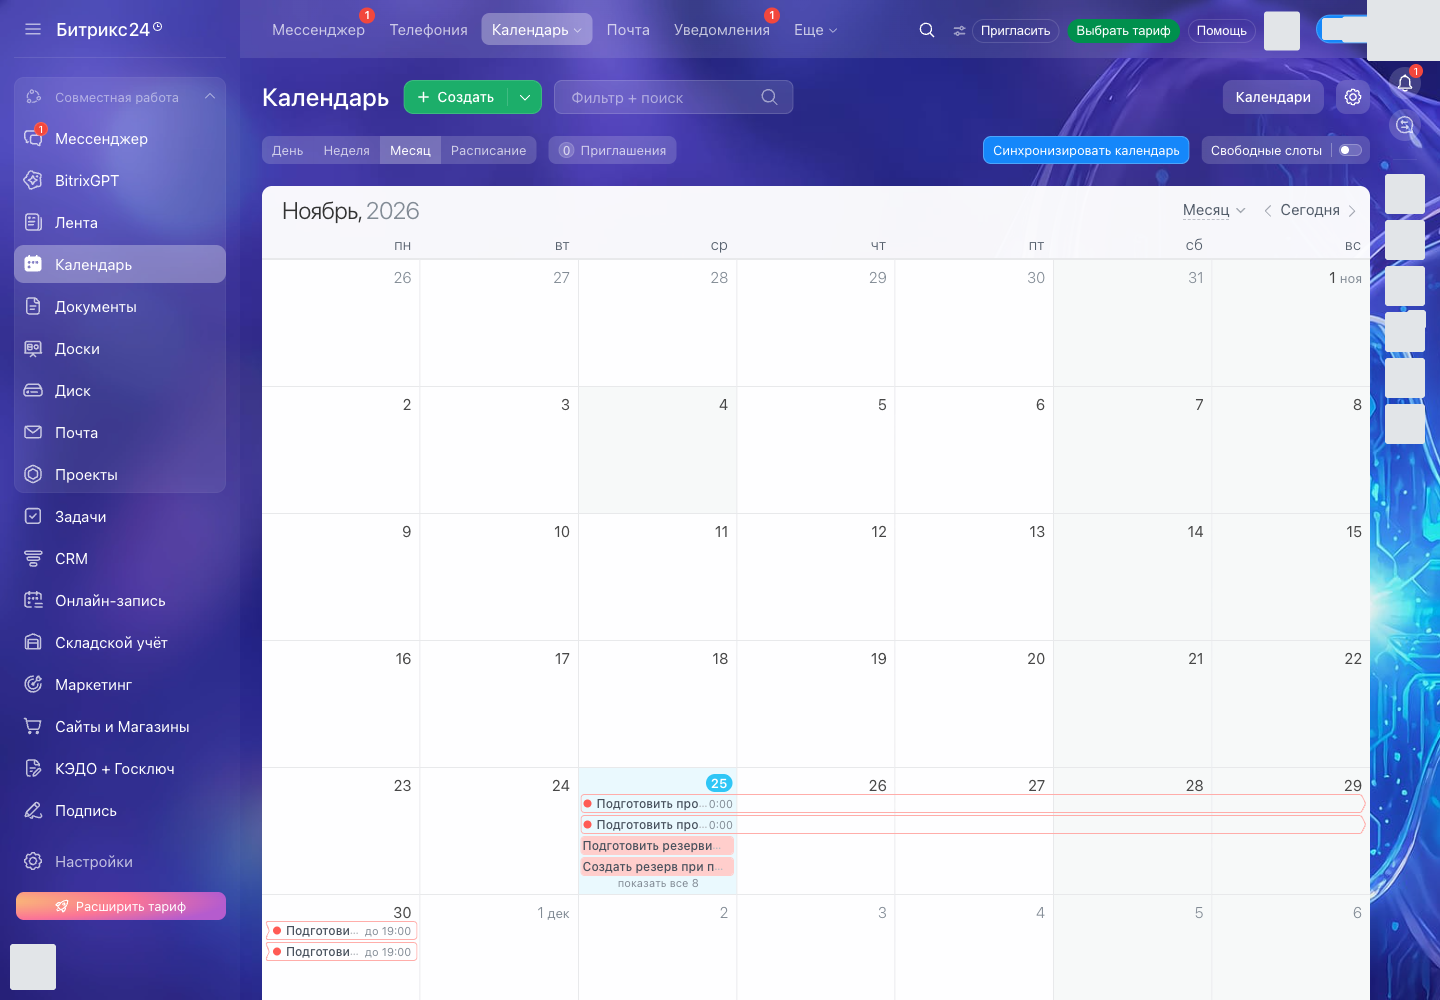 Битрикс24
Мессенджер 1
Телефония
Календарь
Почта
Уведомления 1
Еще
Пригласить
Выбрать тариф
Помощь
Совместная работа
Мессенджер 1
BitrixGPT
Лента
Календарь
Документы
Доски
Диск
Почта
Проекты
Задачи
CRM
Онлайн-запись
Складской учёт
Маркетинг
Сайты и Магазины
КЭДО + Госключ
Подпись
Настройки
Расширить тариф
Календарь
+ Создать
Фильтр + поиск
Календари
1
День Неделя Месяц Расписание
0 Приглашения
Синхронизировать календарь
Свободные слоты
Ноябрь, 2026
Месяц
Сегодня
пн вт ср чт пт сб вс
26 27 28 29 30 31 1 ноя
2 3 4 5 6 7 8
9 10 11 12 13 14 15
16 17 18 19 20 21 22
23 24 25 26 27 28 29
Подготовить про... 0:00
Подготовить про... 0:00
Подготовить резерви...
Создать резерв при п...
показать все 8
30 1 дек 2 3 4 5 6
Подготови... до 19:00
Подготови... до 19:00